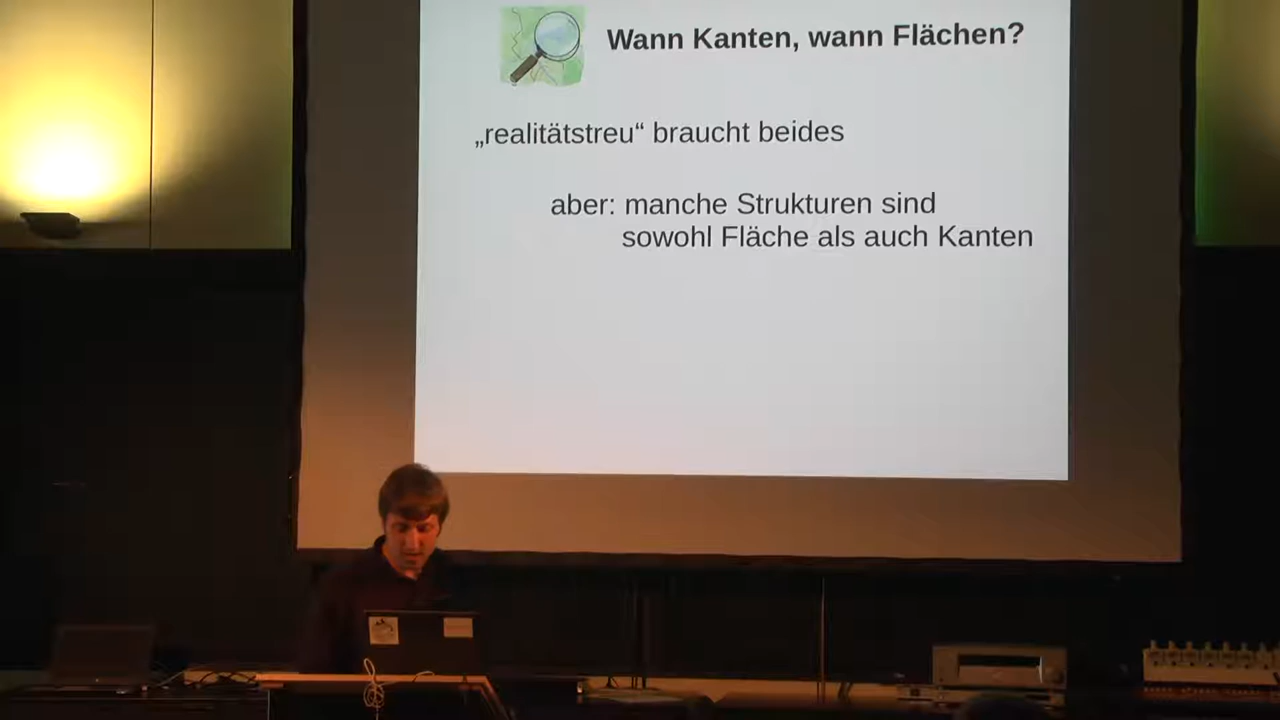 Wann Kanten, wann Flächen?
„realitätstreu“ braucht beides
aber: manche Strukturen sind
sowohl Fläche als auch Kanten